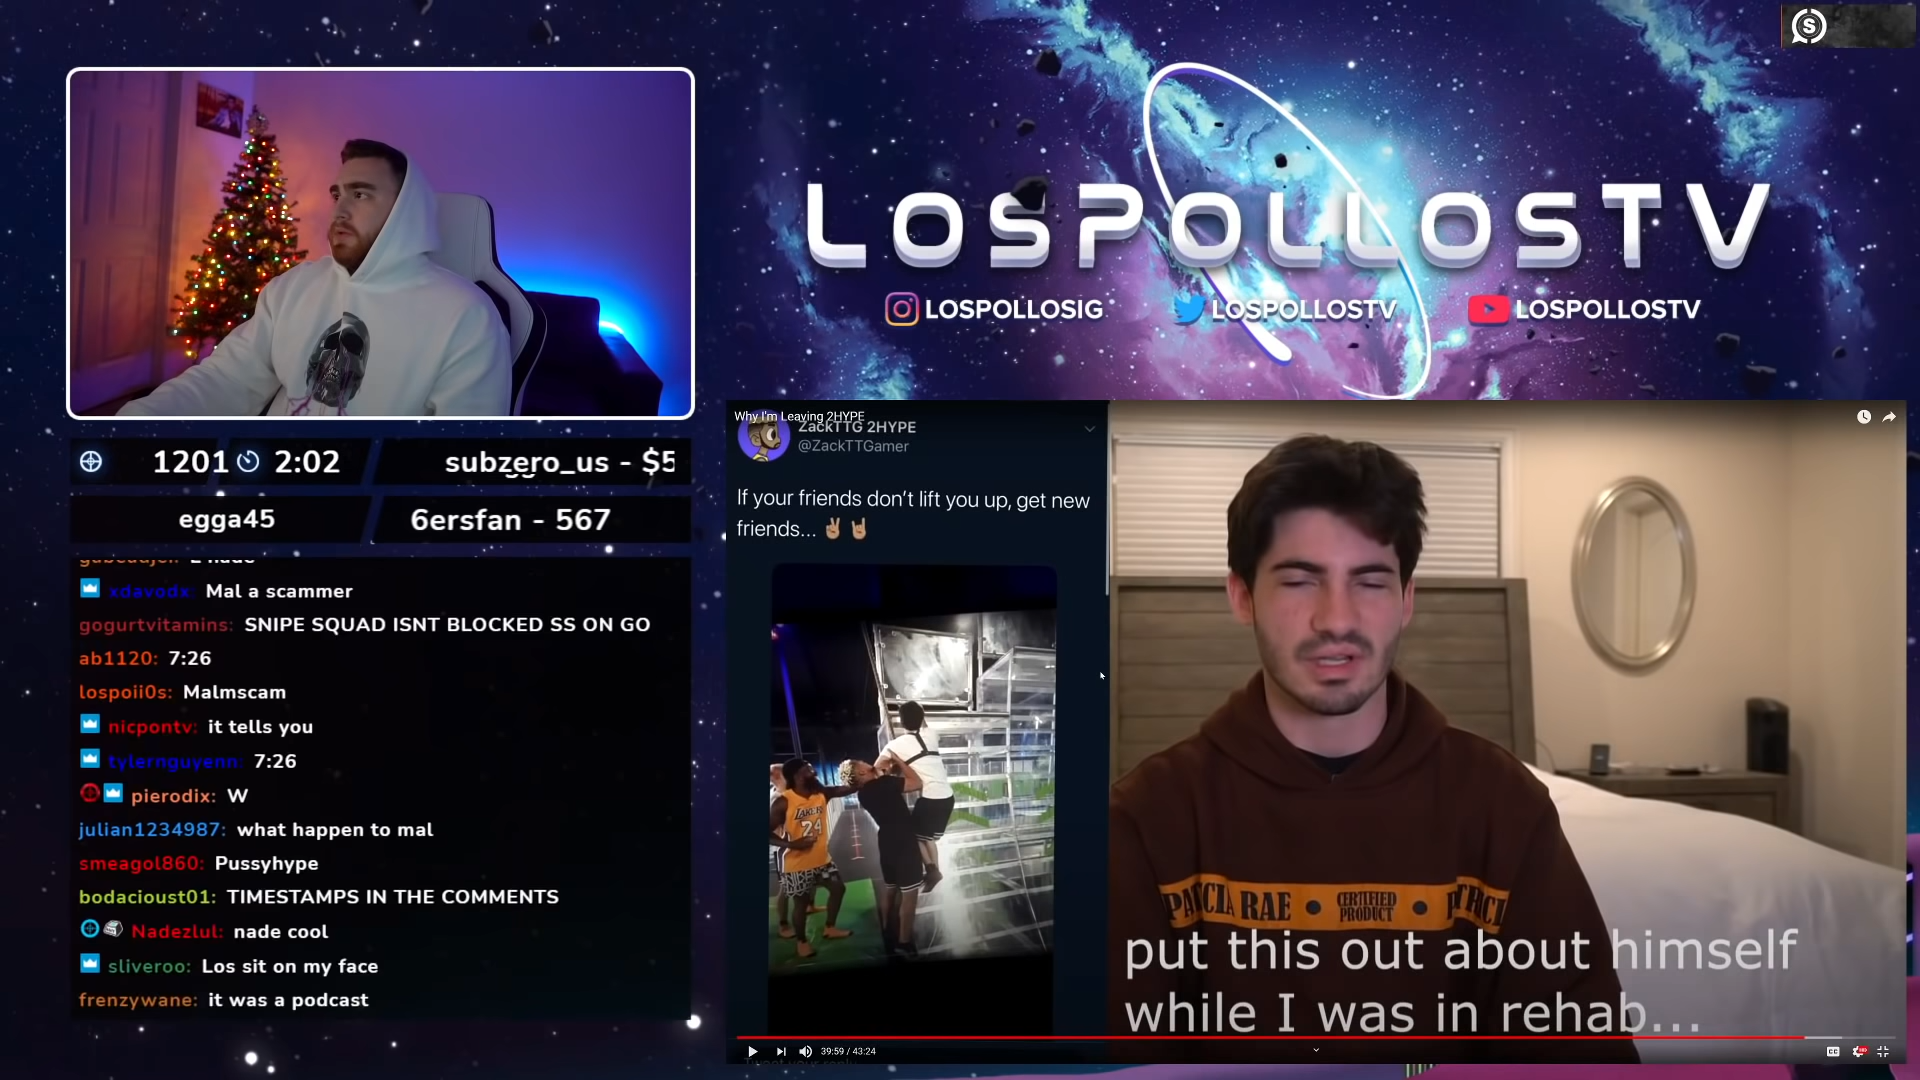 LOSPOLLOSTV
LOSPOLLOSIG
LOSPOLLOSTV
LOSPOLLOSTV
1201
2:02
subzero_us - $5
egga45
6ersfan - 567
xdavodx: Mal a scammer
gogurtvitamins: SNIPE SQUAD ISNT BLOCKED SS ON GO
ab1120: 7:26
lospoii0s: Malmscam
nicpontv: it tells you
tylernguyenn: 7:26
pierodix: W
julian1234987: what happen to mal
smeagol860: Pussyhype
bodacioust01: TIMESTAMPS IN THE COMMENTS
Nadezlul: nade cool
sliveroo: Los sit on my face
frenzywane: it was a podcast
Why I'm Leaving 2HYPE
ZackTTG 2HYPE
@ZackTTGamer
If your friends don't lift you up, get new
friends... ✌🏽 🤘🏽
LAKERS
24
RAE • CERTIFIED PRODUCT •
put this out about himself
while I was in rehab...
39:59 / 43:24